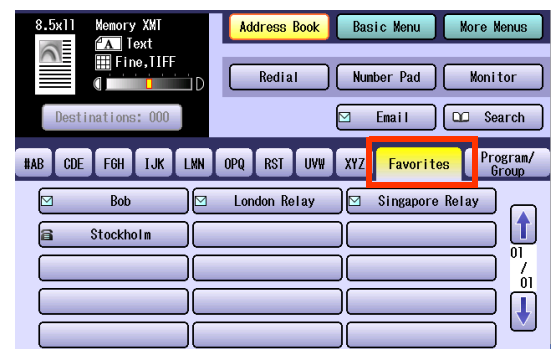 8.5x11 Memory XMT
A Text
Fine,TIFF
D
Destinations: 000
Address Book
Basic Menu
More Menus
Redial
Number Pad
Monitor
Email
Search
#AB
CDE
FGH
IJK
LMN
OPQ
RST
UVW
XYZ
Favorites
Program/
Group
Bob
London Relay
Singapore Relay
Stockholm
01
/
01